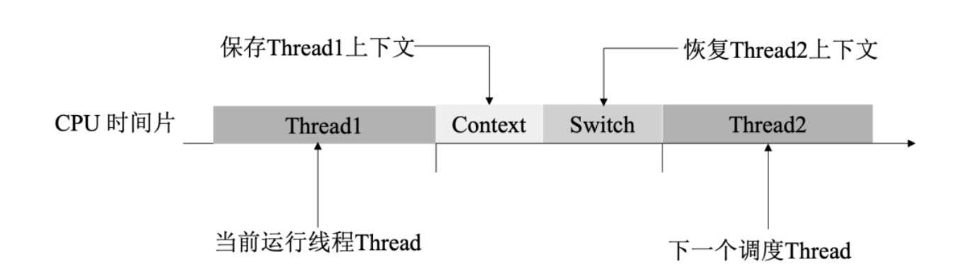 保存Thread1上下文
恢复Thread2上下文
CPU 时间片
Thread1
Context
Switch
Thread2
当前运行线程Thread
下一个调度Thread